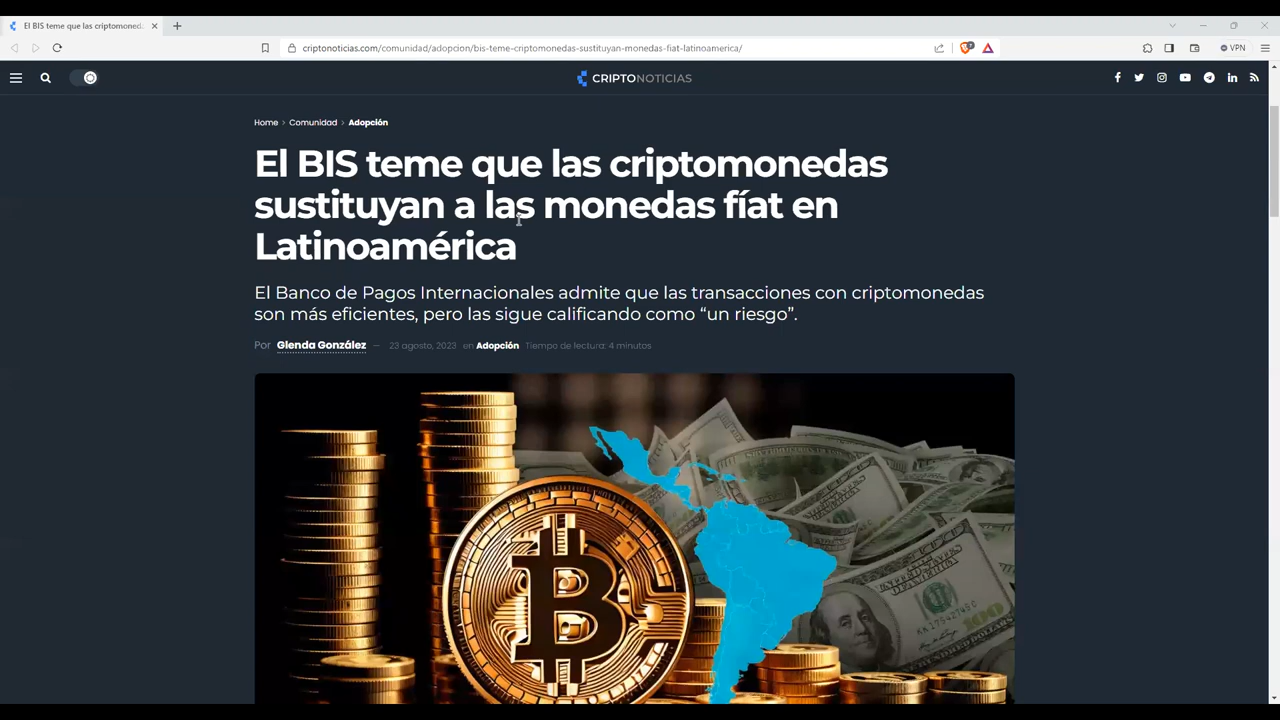 El BIS teme que las criptomoned
criptonoticias.com/comunidad/adopcion/bis-teme-criptomonedas-sustituyan-monedas-fiat-latinoamerica/
VPN
CRIPTONOTICIAS
Home > Comunidad > Adopción
El BIS teme que las criptomonedas
sustituyan a las monedas fíat en
Latinoamérica
El Banco de Pagos Internacionales admite que las transacciones con criptomonedas
son más eficientes, pero las sigue calificando como “un riesgo”.
Por Glenda González — 23 agosto, 2023 en Adopción Tiempo de lectura: 4 minutos